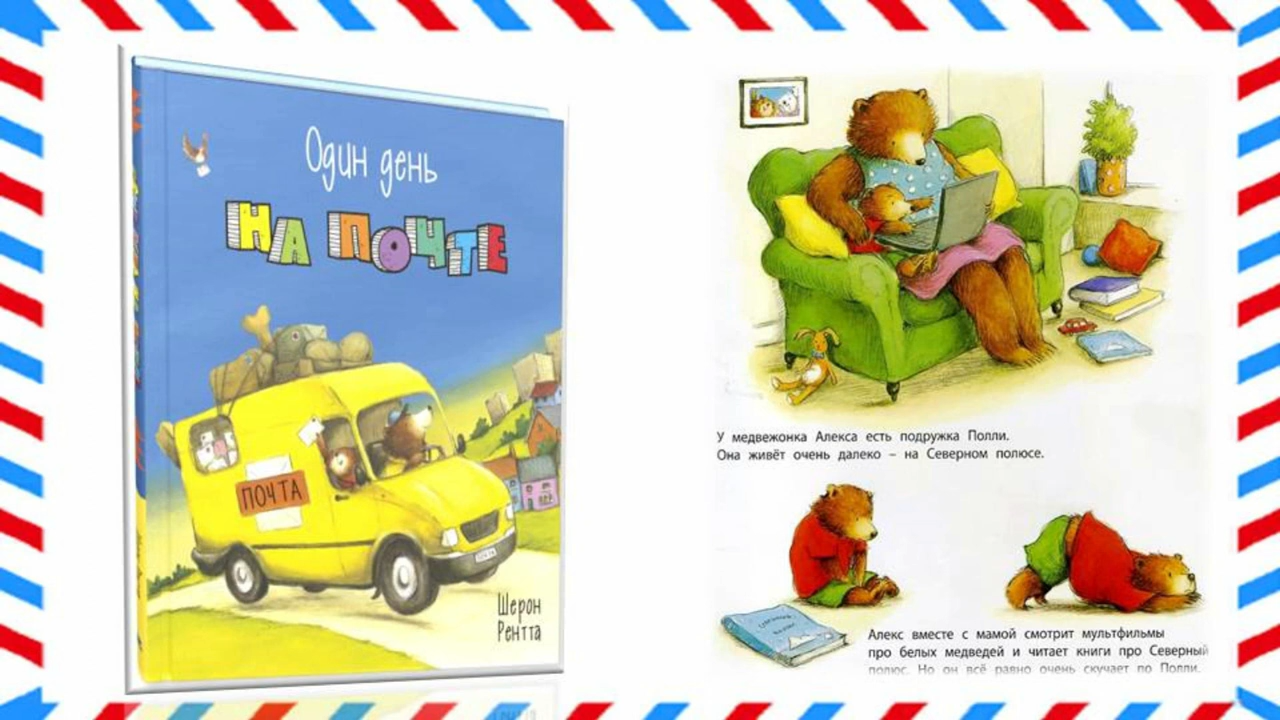 Один день
НА ПОЧТЕ
ПОЧТА
Шерон
Рентта
У медвежонка Алекса есть подружка Полли.
Она живёт очень далеко – на Северном полюсе.
Алекс вместе с мамой смотрит мультфильмы
про белых медведей и читает книги про Северный
полюс. Но он всё равно очень скучает по Полли.